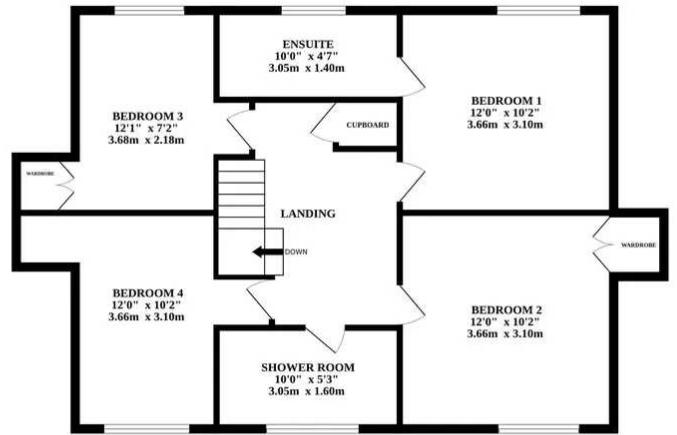 ENSUITE
10'0" x 4'7"
3.05m x 1.40m
BEDROOM 3
12'1" x 7'2"
3.68m x 2.18m
BEDROOM 1
12'0" x 10'2"
3.66m x 3.10m
CUPBOARD
WARDROBE
LANDING
DOWN
WARDROBE
BEDROOM 4
12'0" x 10'2"
3.66m x 3.10m
BEDROOM 2
12'0" x 10'2"
3.66m x 3.10m
SHOWER ROOM
10'0" x 5'3"
3.05m x 1.60m